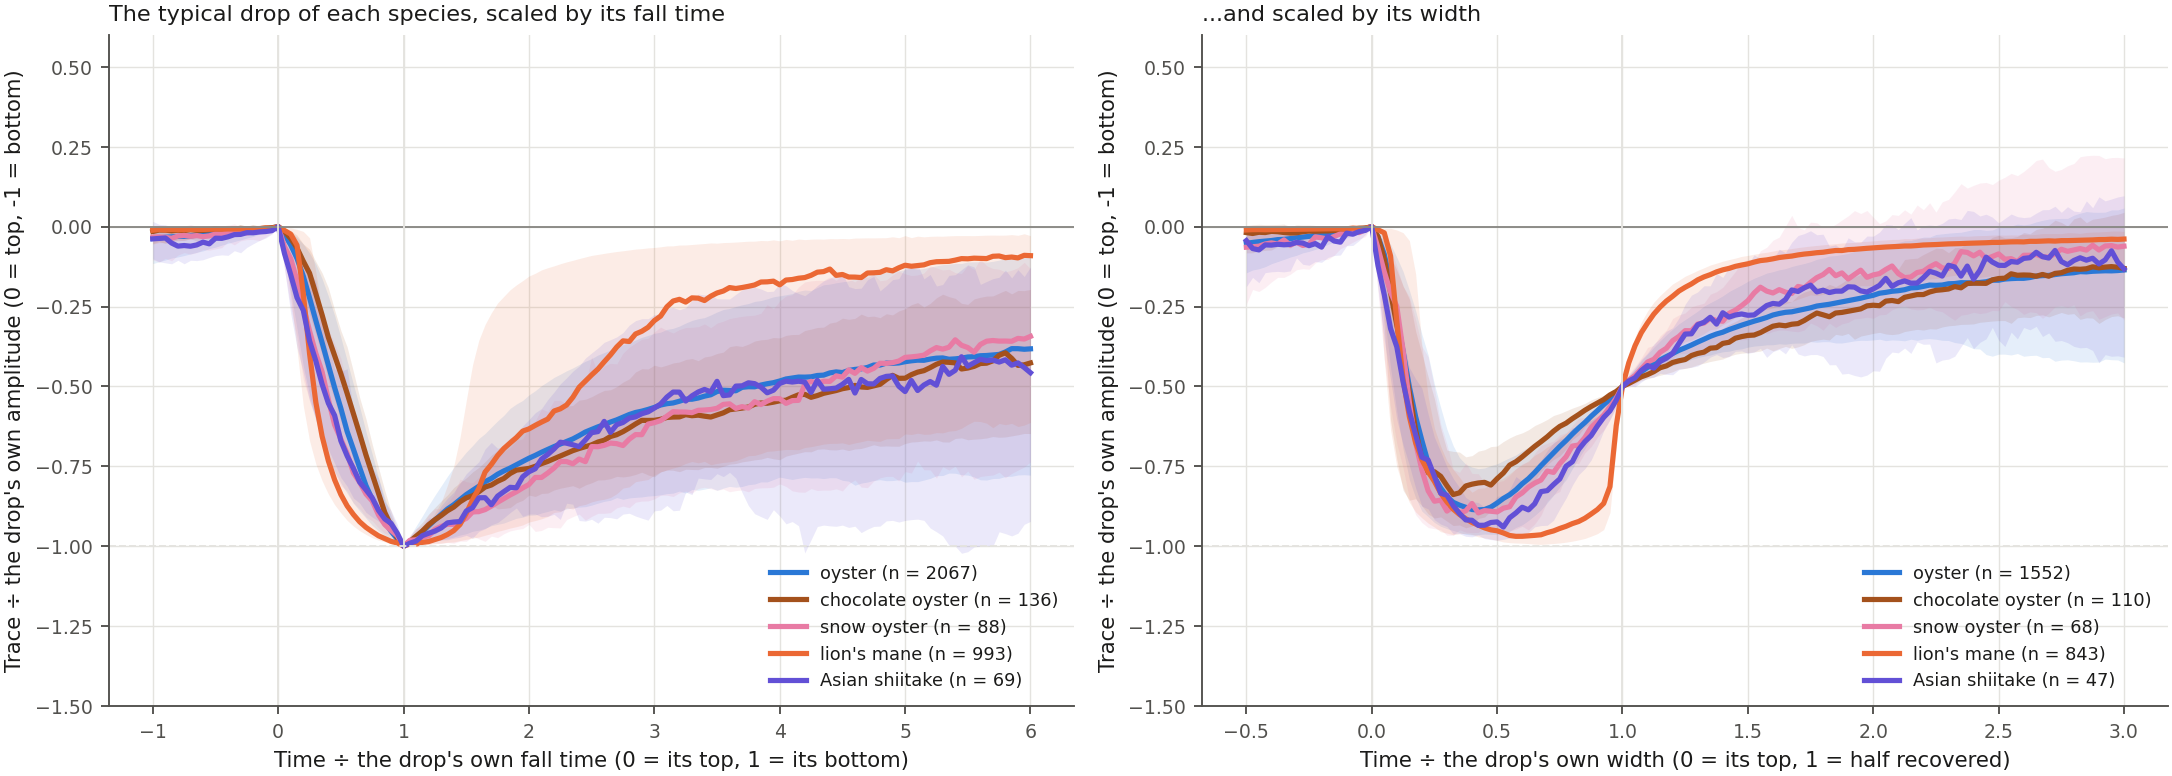 The typical drop of each species, scaled by its fall time
Trace ÷ the drop's own amplitude (0 = top, -1 = bottom)
0.50
0.25
0.00
−0.25
−0.50
−0.75
−1.00
−1.25
−1.50
oyster (n = 2067)
chocolate oyster (n = 136)
snow oyster (n = 88)
lion's mane (n = 993)
Asian shiitake (n = 69)
−1 0 1 2 3 4 5 6
Time ÷ the drop's own fall time (0 = its top, 1 = its bottom)
...and scaled by its width
Trace ÷ the drop's own amplitude (0 = top, -1 = bottom)
0.50
0.25
0.00
−0.25
−0.50
−0.75
−1.00
−1.25
−1.50
oyster (n = 1552)
chocolate oyster (n = 110)
snow oyster (n = 68)
lion's mane (n = 843)
Asian shiitake (n = 47)
−0.5 0.0 0.5 1.0 1.5 2.0 2.5 3.0
Time ÷ the drop's own width (0 = its top, 1 = half recovered)